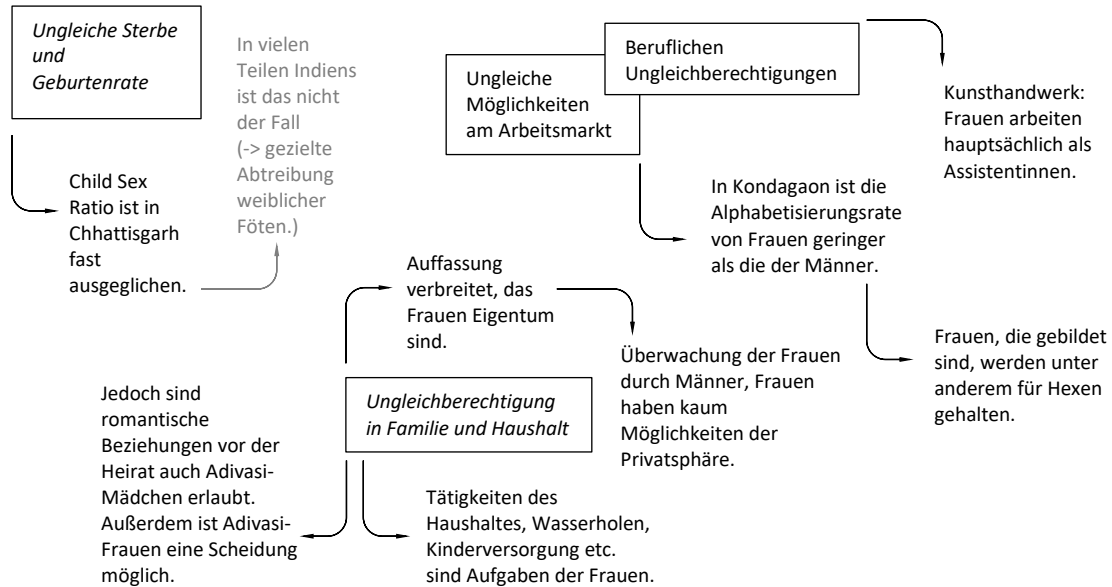 Ungleiche Sterbe
und
Geburtenrate
In vielen
Teilen Indiens
ist das nicht
der Fall
(-> gezielte
Abtreibung
weiblicher
Föten.)
Child Sex
Ratio ist in
Chhattisgarh
fast
ausgeglichen.
Beruflichen
Ungleichberechtigungen
Ungleiche
Möglichkeiten
am Arbeitsmarkt
Kunsthandwerk:
Frauen arbeiten
hauptsächlich als
Assistentinnen.
In Kondagaon ist die
Alphabetisierungsrate
von Frauen geringer
als die der Männer.
Frauen, die gebildet
sind, werden unter
anderem für Hexen
gehalten.
Auffassung
verbreitet, das
Frauen Eigentum
sind.
Überwachung der Frauen
durch Männer, Frauen
haben kaum
Möglichkeiten der
Privatsphäre.
Ungleichberechtigung
in Familie und Haushalt
Jedoch sind
romantische
Beziehungen vor der
Heirat auch Adivasi-
Mädchen erlaubt.
Außerdem ist Adivasi-
Frauen eine Scheidung
möglich.
Tätigkeiten des
Haushaltes, Wasserholen,
Kinderversorgung etc.
sind Aufgaben der Frauen.